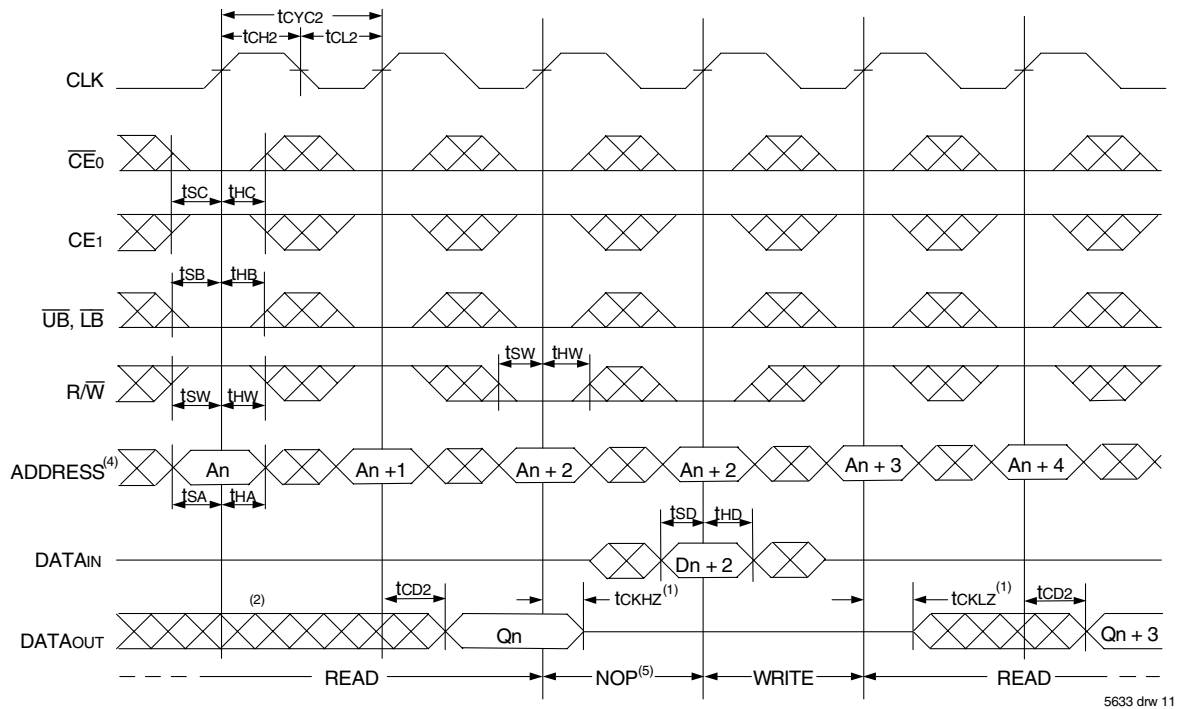 tCYC2
tCH2 tCL2
CLK
CE0
tSC tHC
CE1
tSB tHB
UB, LB
tSW tHW
R/W
tSW tHW
ADDRESS(4) An An +1 An + 2 An + 2 An + 3 An + 4
tSA tHA
tSD tHD
DATAIN Dn + 2
tCD2 tCKHZ(1) tCKLZ(1) tCD2
(2)
DATAOUT Qn Qn + 3
READ NOP(5) WRITE READ
5633 drw 11